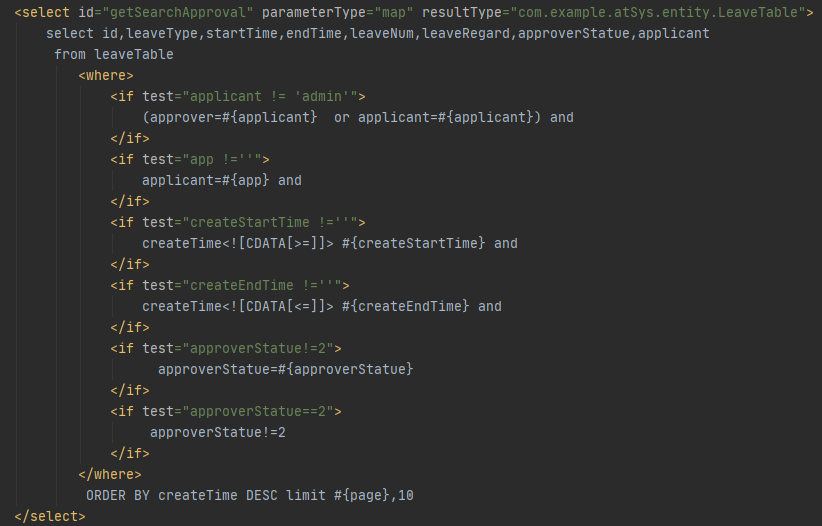 <select id="getSearchApproval" parameterType="map" resultType="com.example.atSys.entity.LeaveTable">
select id,leaveType,startTime,endTime,leaveNum,leaveRegard,approverStatue,applicant
from leaveTable
<where>
<if test="applicant != 'admin'">
(approver=#{applicant}  or applicant=#{applicant}) and
</if>
<if test="app !=''">
applicant=#{app} and
</if>
<if test="createStartTime !=''">
createTime<![CDATA[>=]]> #{createStartTime} and
</if>
<if test="createEndTime !=''">
createTime<![CDATA[<=]]> #{createEndTime} and
</if>
<if test="approverStatue!=2">
approverStatue=#{approverStatue}
</if>
<if test="approverStatue==2">
approverStatue!=2
</if>
</where>
ORDER BY createTime DESC limit #{page},10
</select>